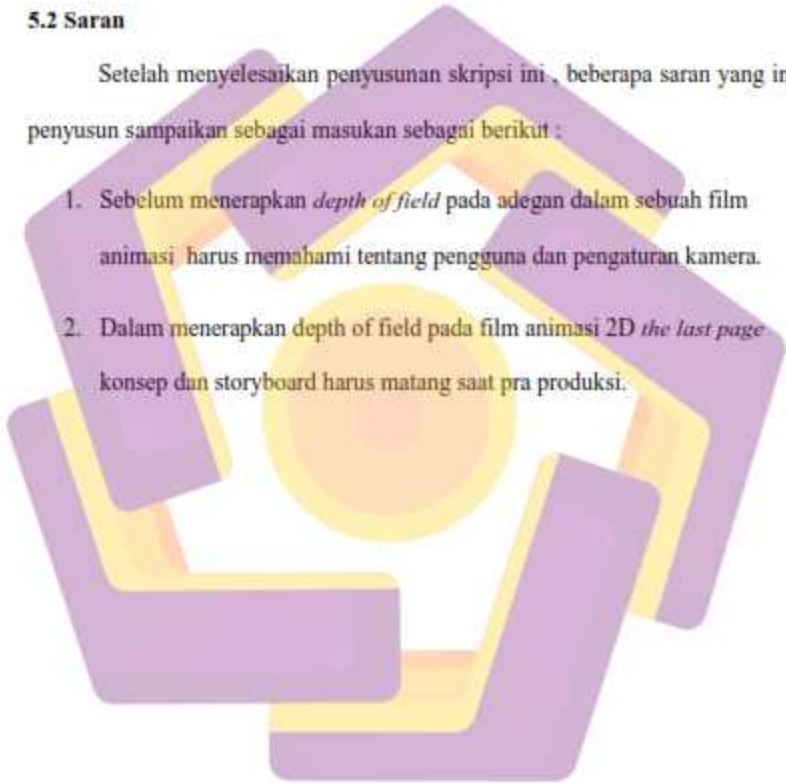 5.2 Saran
Setelah menyelesaikan penyusunan skripsi ini , beberapa saran yang
penyusun sampaikan sebagai masukan sebagai berikut :
1. Sebelum menerapkan depth of field pada adegan dalam sebuah film
animasi harus memahami tentang pengguna dan pengaturan kamera.
2. Dalam menerapkan depth of field pada film animasi 2D the last page
konsep dan storyboard harus matang saat pra produksi.